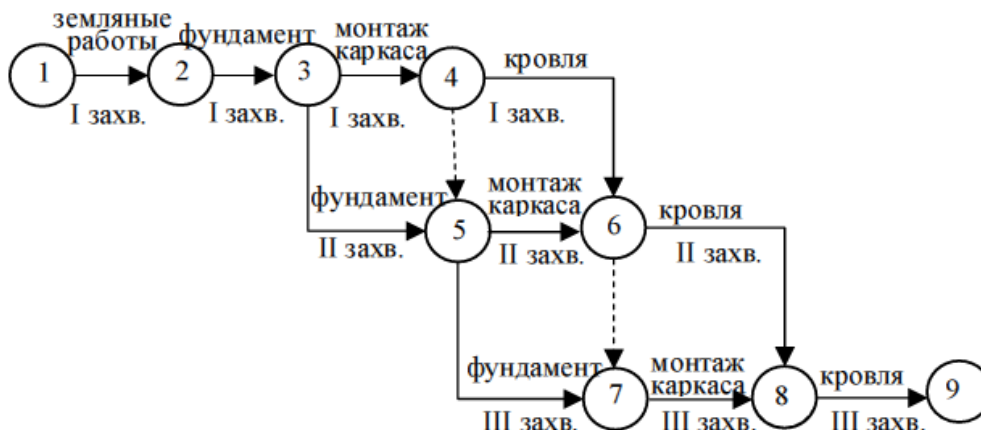 земляные
работы
фундамент
монтаж
каркаса
кровля
1
2
3
4
I захв.
I захв.
I захв.
I захв.
фундамент
монтаж
каркаса
кровля
5
6
II захв.
II захв.
II захв.
фундамент
монтаж
каркаса
кровля
7
8
9
III захв.
III захв.
III захв.